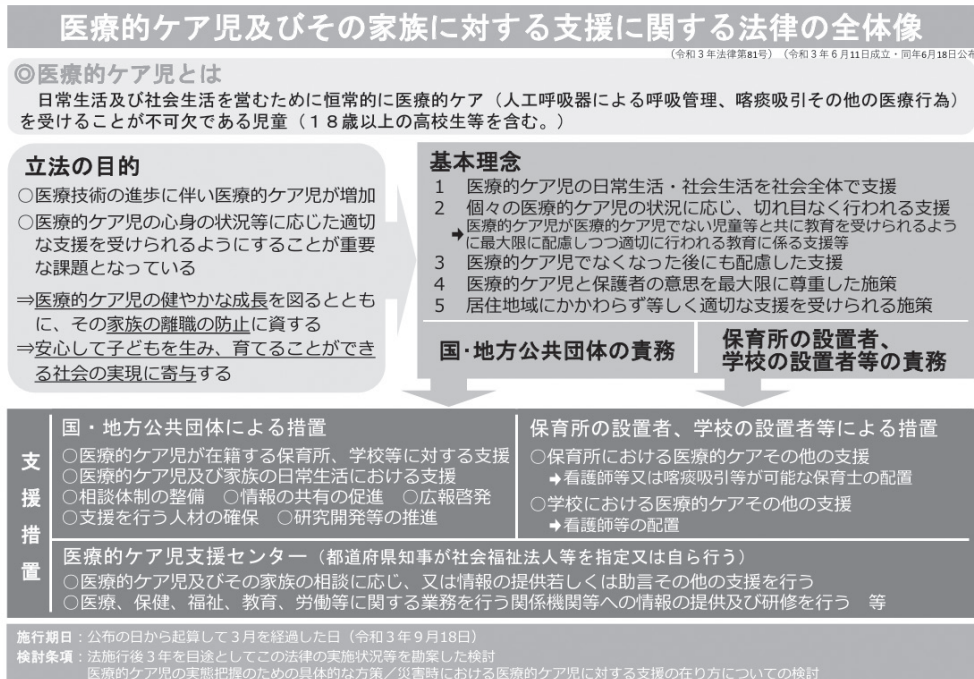 医療的ケア児及びその家族に対する支援に関する法律の全体像
(令和3年法律第81号)(令和3年6月11日成立・同年6月18日公布
◎医療的ケア児とは
日常生活及び社会生活を営むために恒常的に医療的ケア(人工呼吸器による呼吸管理、喀痰吸引その他の医療行為)
を受けることが不可欠である児童(18歳以上の高校生等を含む。)
立法の目的
○医療技術の進歩に伴い医療的ケア児が増加
○医療的ケア児の心身の状況等に応じた適切
な支援を受けられるようにすることが重要
な課題となっている
⇒医療的ケア児の健やかな成長を図るととも
に、その家族の離職の防止に資する
⇒安心して子どもを生み、育てることができ
る社会の実現に寄与する
基本理念
1 医療的ケア児の日常生活・社会生活を社会全体で支援
2 個々の医療的ケア児の状況に応じ、切れ目なく行われる支援
➔医療的ケア児が医療的ケア児でない児童等と共に教育を受けられるよう
に最大限に配慮しつつ適切に行われる教育に係る支援等
3 医療的ケア児でなくなった後にも配慮した支援
4 医療的ケア児と保護者の意思を最大限に尊重した施策
5 居住地域にかかわらず等しく適切な支援を受けられる施策
国・地方公共団体の責務
保育所の設置者、
学校の設置者等の責務
支援措置
国・地方公共団体による措置
○医療的ケア児が在籍する保育所、学校等に対する支援
○医療的ケア児及び家族の日常生活における支援
○相談体制の整備 ○情報の共有の促進 ○広報啓発
○支援を行う人材の確保 ○研究開発等の推進
保育所の設置者、学校の設置者等による措置
○保育所における医療的ケアその他の支援
➔看護師等又は喀痰吸引等が可能な保育士の配置
○学校における医療的ケアその他の支援
➔看護師等の配置
医療的ケア児支援センター(都道府県知事が社会福祉法人等を指定又は自ら行う)
○医療的ケア児及びその家族の相談に応じ、又は情報の提供若しくは助言その他の支援を行う
○医療、保健、福祉、教育、労働等に関する業務を行う関係機関等への情報の提供及び研修を行う 等
施行期日:公布の日から起算して3月を経過した日(令和3年9月18日)
検討条項:法施行後3年を目途としてこの法律の実施状況等を勘案した検討
医療的ケア児の実態把握のための具体的な方策/災害時における医療的ケア児に対する支援の在り方についての検討